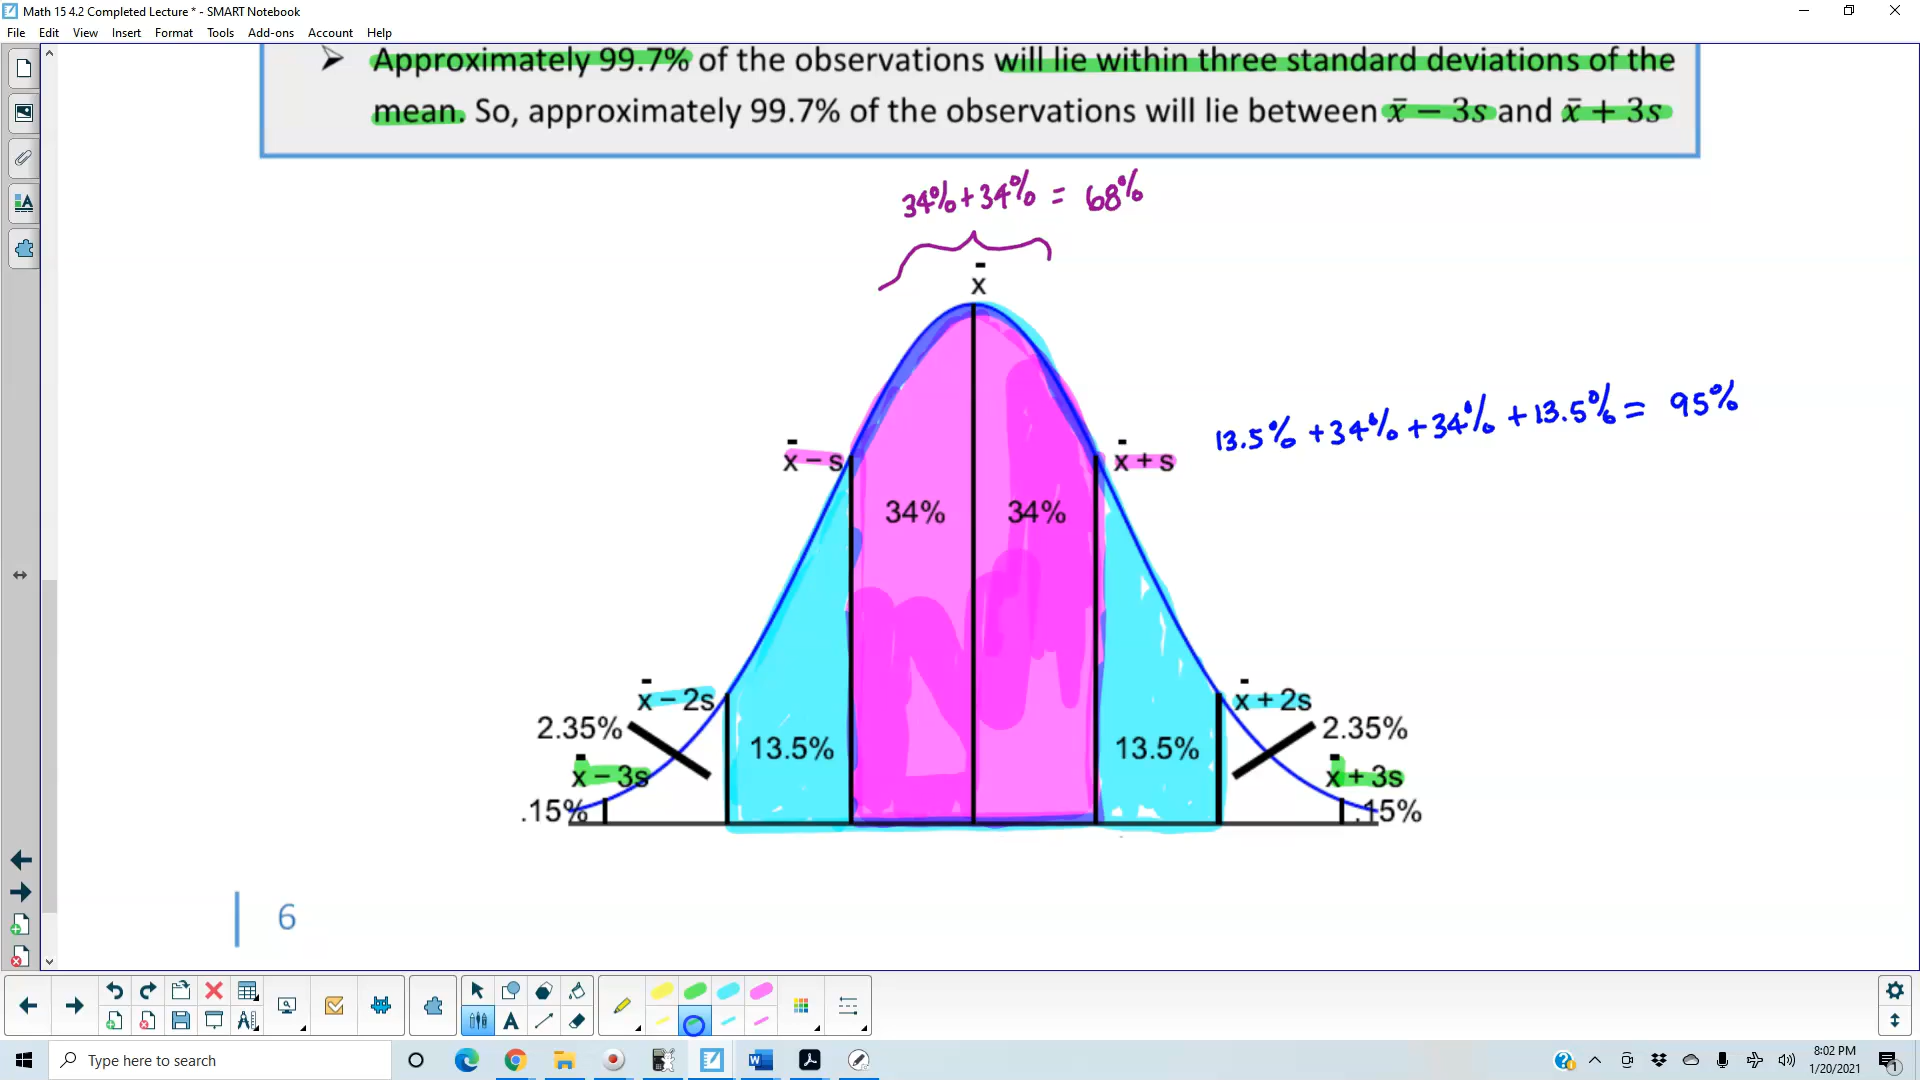 Math 15 4.2 Completed Lecture * - SMART Notebook
File Edit View Insert Format Tools Add-ons Account Help
➤ Approximately 99.7% of the observations will lie within three standard deviations of the
mean. So, approximately 99.7% of the observations will lie between x̄ − 3s and x̄ + 3s
34% + 34% = 68%
x̄
13.5% + 34% + 34% + 13.5% = 95%
x̄ − s x̄ + s
34% 34%
x̄ − 2s x̄ + 2s
2.35% 2.35%
13.5% 13.5%
x̄ − 3s x̄ + 3s
.15% .15%
6
Type here to search
8:02 PM
1/20/2021